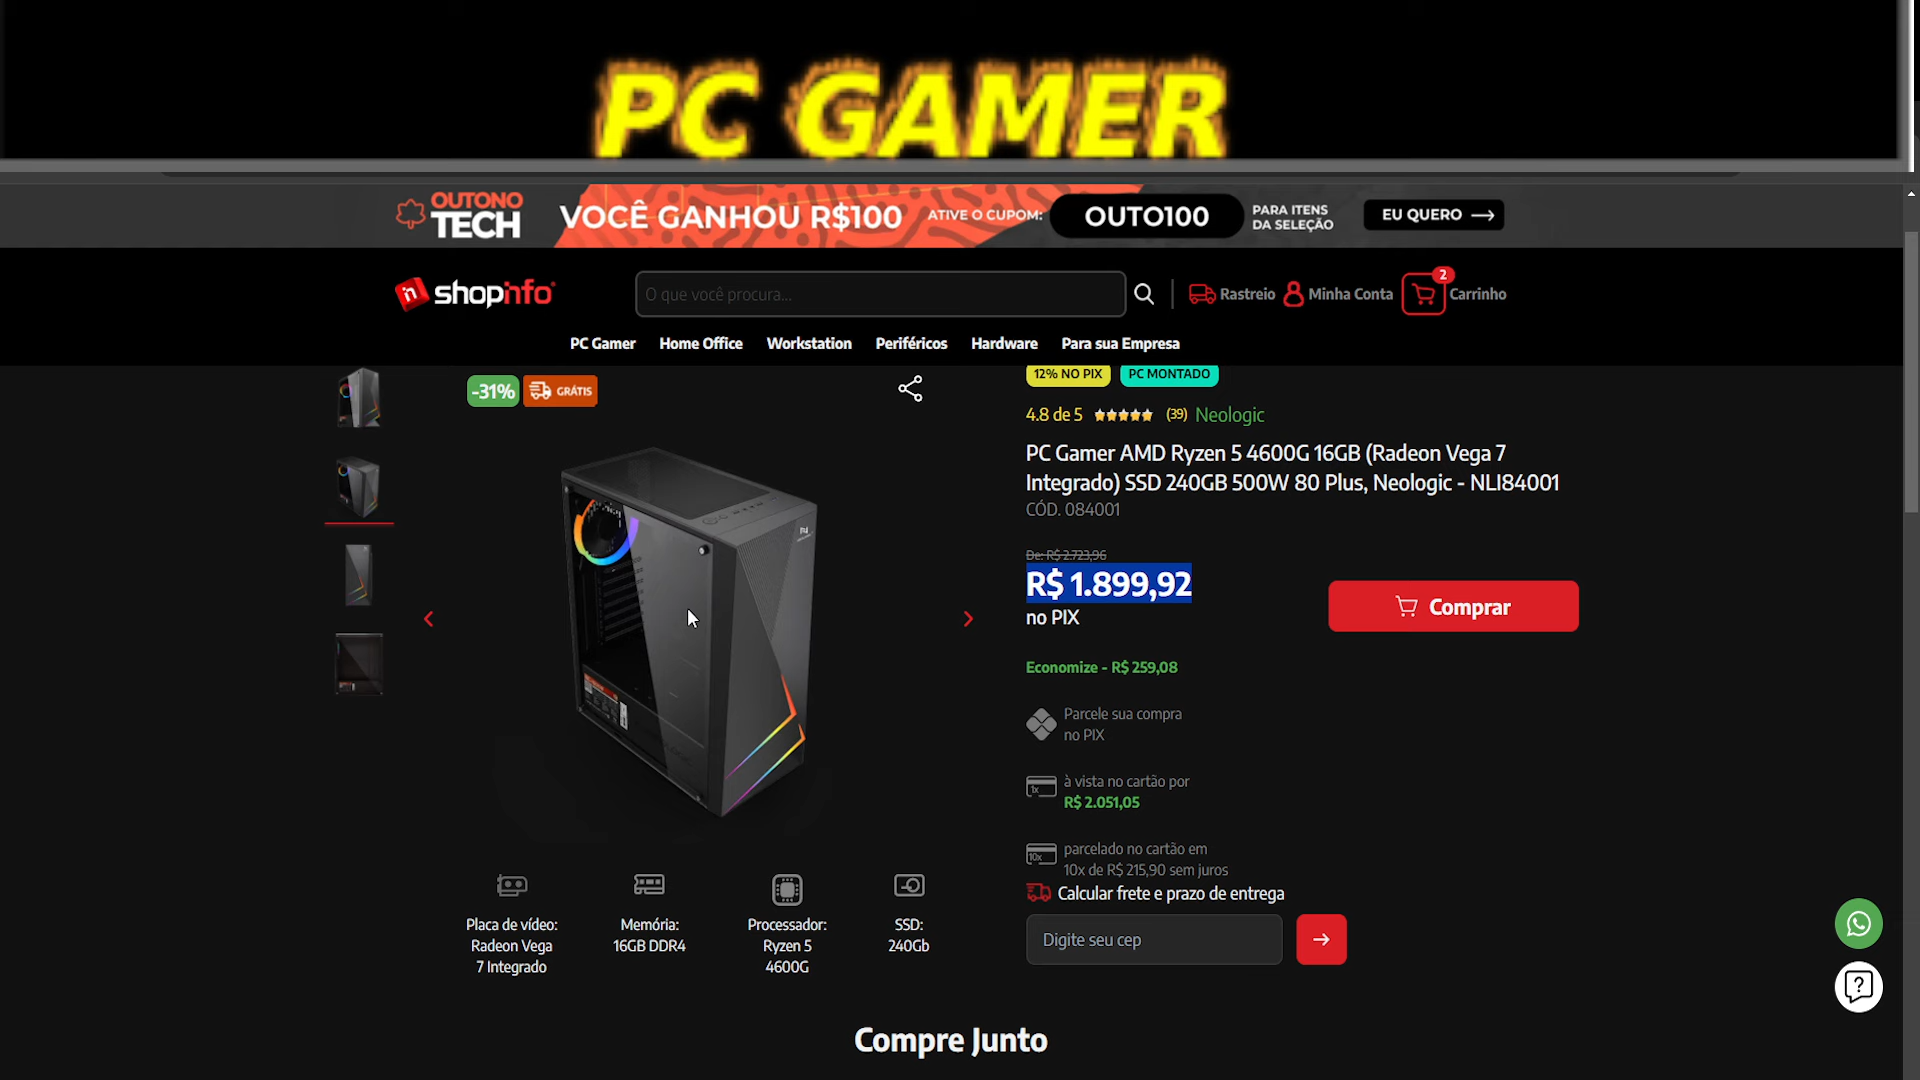 PC GAMER
OUTONO
TECH
VOCÊ GANHOU R$100
ATIVE O CUPOM:
OUTO100
PARA ITENS
DA SELEÇÃO
EU QUERO
shopinfo
O que você procura...
Rastreio
Minha Conta
2
Carrinho
PC Gamer
Home Office
Workstation
Periféricos
Hardware
Para sua Empresa
-31%
GRÁTIS
12% NO PIX
PC MONTADO
4.8 de 5
(39)
Neologic
PC Gamer AMD Ryzen 5 4600G 16GB (Radeon Vega 7
Integrado) SSD 240GB 500W 80 Plus, Neologic - NLI84001
CÓD. 084001
De: R$ 2.723,96
R$ 1.899,92
no PIX
Comprar
Economize - R$ 259,08
Parcele sua compra
no PIX
1x
à vista no cartão por
R$ 2.051,05
10x
parcelado no cartão em
10x de R$ 215,90 sem juros
Calcular frete e prazo de entrega
Digite seu cep
Placa de vídeo:
Radeon Vega
7 Integrado
Memória:
16GB DDR4
Processador:
Ryzen 5
4600G
SSD:
240Gb
Compre Junto